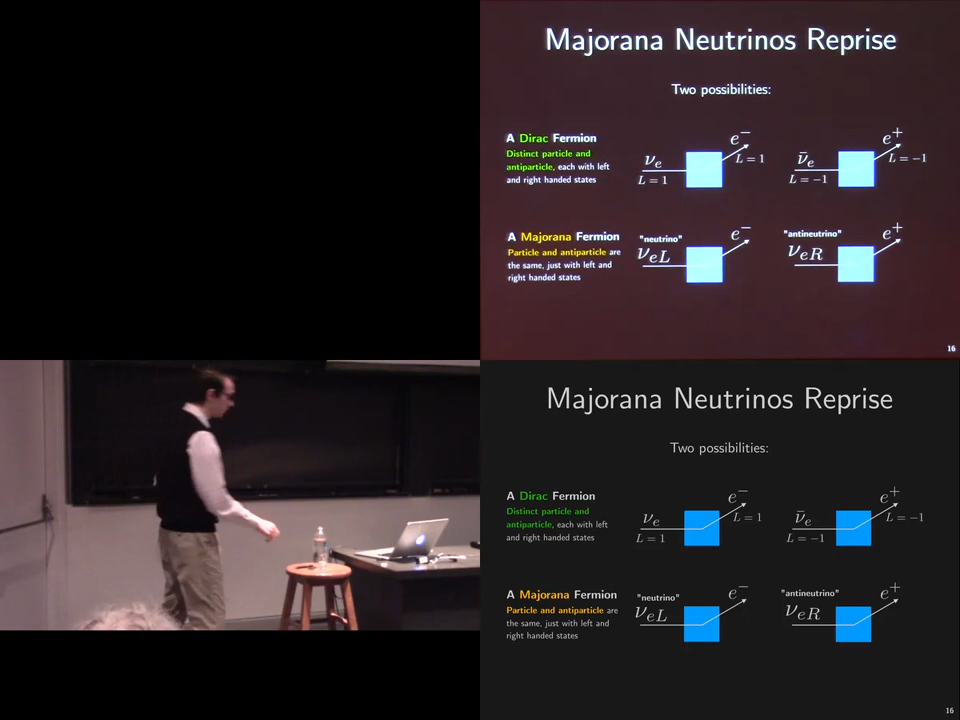 Majorana Neutrinos Reprise
Two possibilities:
A Dirac Fermion
Distinct particle and
antiparticle, each with left
and right handed states
νe
L = 1
e−
L = 1
ν̄e
L = −1
e+
L = −1
A Majorana Fermion
Particle and antiparticle are
the same, just with left and
right handed states
"neutrino"
νeL
e−
"antineutrino"
νeR
e+
16
Majorana Neutrinos Reprise
Two possibilities:
A Dirac Fermion
Distinct particle and
antiparticle, each with left
and right handed states
νe
L = 1
e−
L = 1
ν̄e
L = −1
e+
L = −1
A Majorana Fermion
Particle and antiparticle are
the same, just with left and
right handed states
"neutrino"
νeL
e−
"antineutrino"
νeR
e+
16